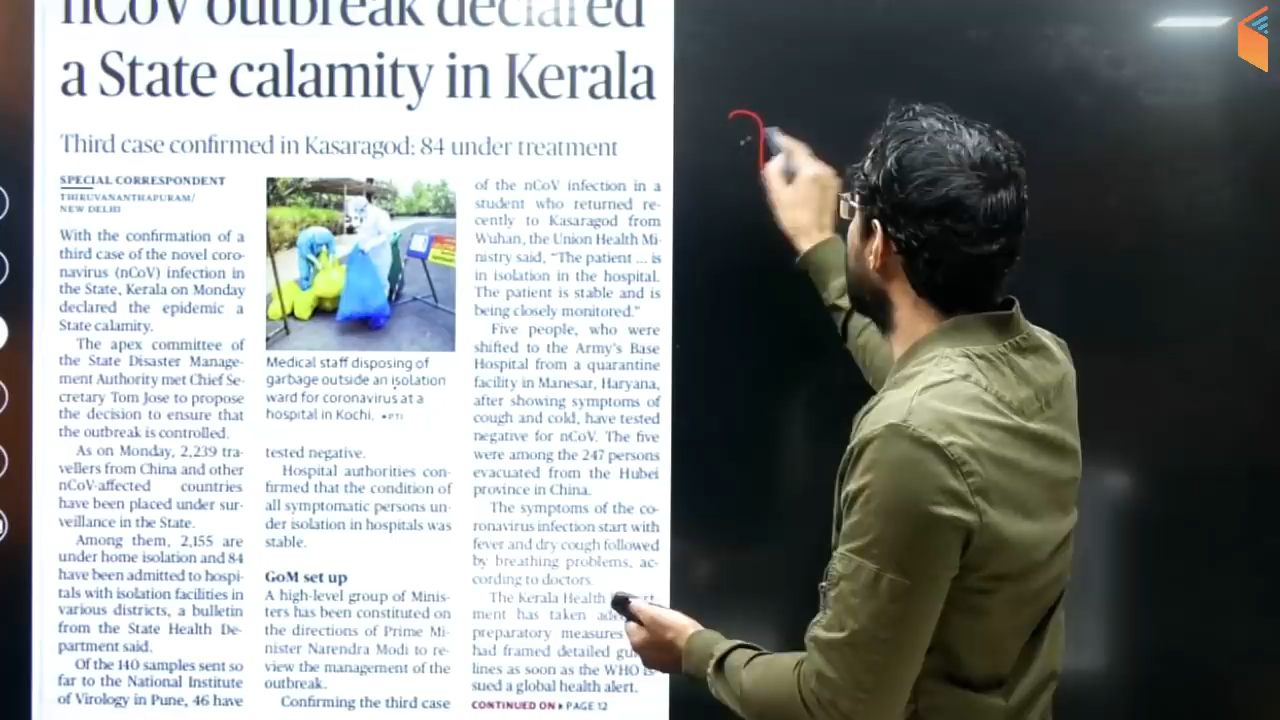 nCoV outbreak declared
a State calamity in Kerala
Third case confirmed in Kasaragod; 84 under treatment
SPECIAL CORRESPONDENT
THIRUVANANTHAPURAM/
NEW DELHI
With the confirmation of a
third case of the novel coro-
navirus (nCoV) infection in
the State, Kerala on Monday
declared the epidemic a
State calamity.
The apex committee of
the State Disaster Manage-
ment Authority met Chief Se-
cretary Tom Jose to propose
the decision to ensure that
the outbreak is controlled.
As on Monday, 2,239 tra-
vellers from China and other
nCoV-affected countries
have been placed under sur-
veillance in the State.
Among them, 2,155 are
under home isolation and 84
have been admitted to hospi-
tals with isolation facilities in
various districts, a bulletin
from the State Health De-
partment said.
Of the 140 samples sent so
far to the National Institute
of Virology in Pune, 46 have
Medical staff disposing of
garbage outside an isolation
ward for coronavirus at a
hospital in Kochi. •PTI
tested negative.
Hospital authorities con-
firmed that the condition of
all symptomatic persons un-
der isolation in hospitals was
stable.
GoM set up
A high-level group of Minis-
ters has been constituted on
the directions of Prime Mi-
nister Narendra Modi to re-
view the management of the
outbreak.
Confirming the third case
of the nCoV infection in a
student who returned re-
cently to Kasaragod from
Wuhan, the Union Health Mi-
nistry said, “The patient ... is
in isolation in the hospital.
The patient is stable and is
being closely monitored.”
Five people, who were
shifted to the Army’s Base
Hospital from a quarantine
facility in Manesar, Haryana,
after showing symptoms of
cough and cold, have tested
negative for nCoV. The five
were among the 247 persons
evacuated from the Hubei
province in China.
The symptoms of the co-
ronavirus infection start with
fever and dry cough followed
by breathing problems, ac-
cording to doctors.
The Kerala Health
ment has taken
preparatory measures
had framed detailed
lines as soon as the WHO
sued a global health alert.
CONTINUED ON ▸ PAGE 12